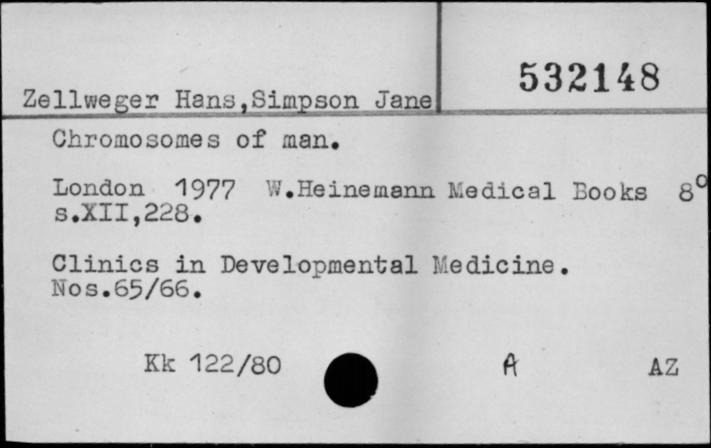 532148
Zellweger Hans,Simpson Jane
Chromosomes of man.
London 1977 W.Heinemann Medical Books 8°
s.XII,228.
Clinics in Developmental Medicine.
Nos.65/66.
Kk 122/80 A AZ